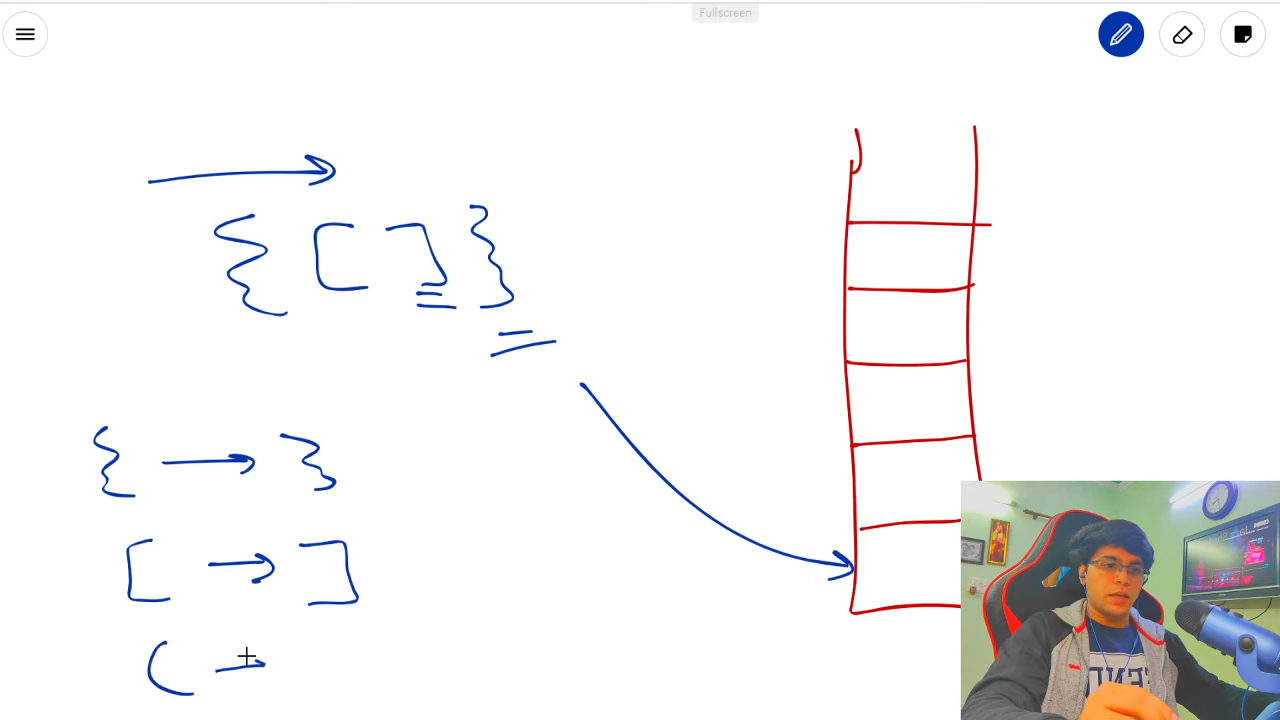 Fullscreen
{ [ ] }
{ → }
[ → ]
( →